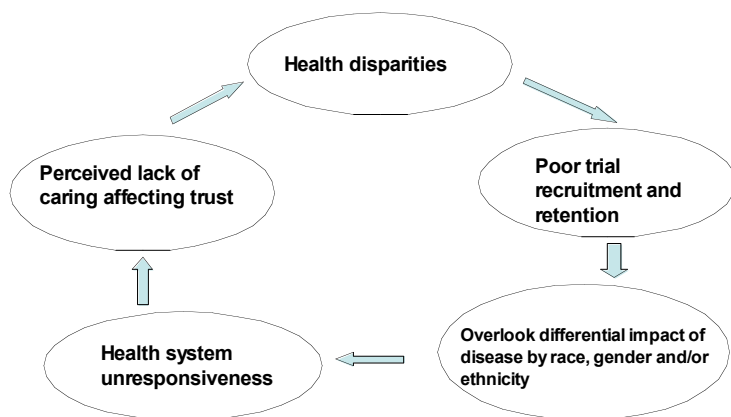 Health disparities
Poor trial
recruitment and
retention
Overlook differential impact of
disease by race, gender and/or
ethnicity
Health system
unresponsiveness
Perceived lack of
caring affecting trust